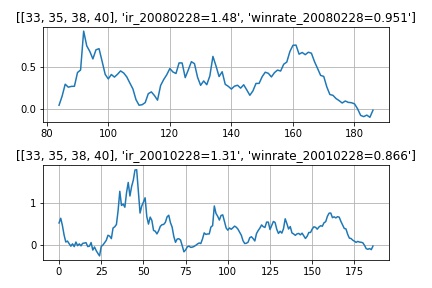 [[33, 35, 38, 40], 'ir_20080228=1.48', 'winrate_20080228=0.951']
0.5
0.0
80 100 120 140 160 180
[[33, 35, 38, 40], 'ir_20010228=1.31', 'winrate_20010228=0.866']
1
0
0 25 50 75 100 125 150 175